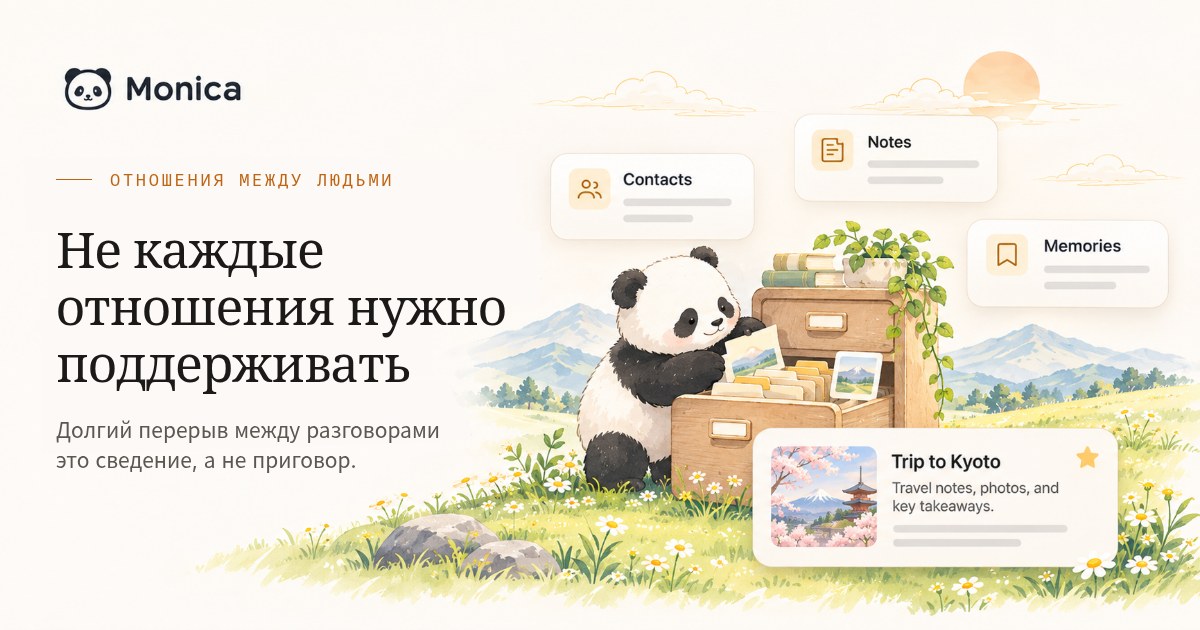 Monica
ОТНОШЕНИЯ МЕЖДУ ЛЮДЬМИ
Не каждые
отношения нужно
поддерживать
Долгий перерыв между разговорами
это сведение, а не приговор.
Contacts
Notes
Memories
Trip to Kyoto
Travel notes, photos, and
key takeaways.